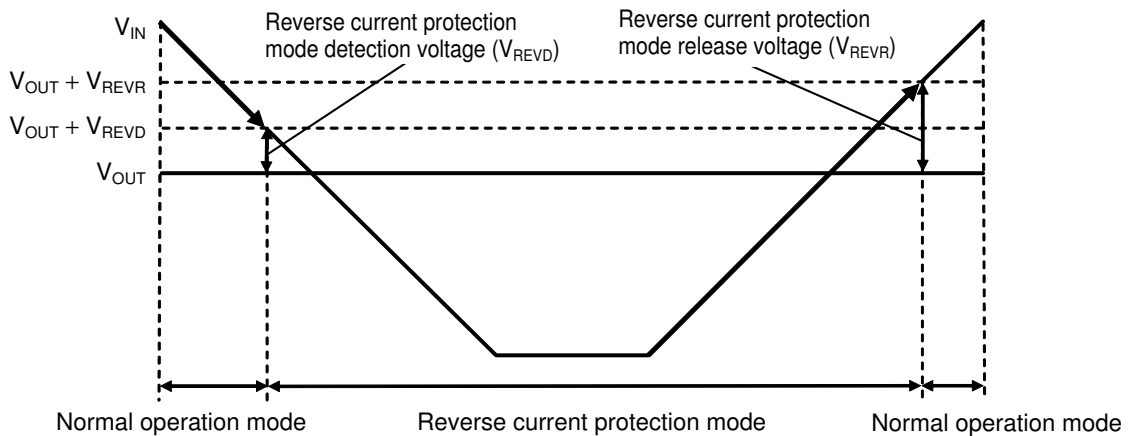 Reverse current protection
mode detection voltage (VREVD)
Reverse current protection
mode release voltage (VREVR)
VIN
VOUT + VREVR
VOUT + VREVD
VOUT
Normal operation mode
Reverse current protection mode
Normal operation mode